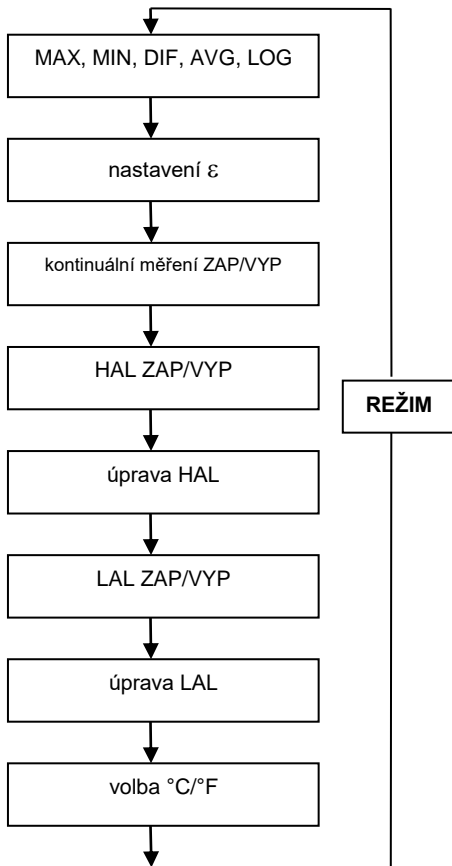 MAX, MIN, DIF, AVG, LOG
nastavení ε
kontinuální měření ZAP/VYP
HAL ZAP/VYP
REŽIM
úprava HAL
LAL ZAP/VYP
úprava LAL
volba °C/°F